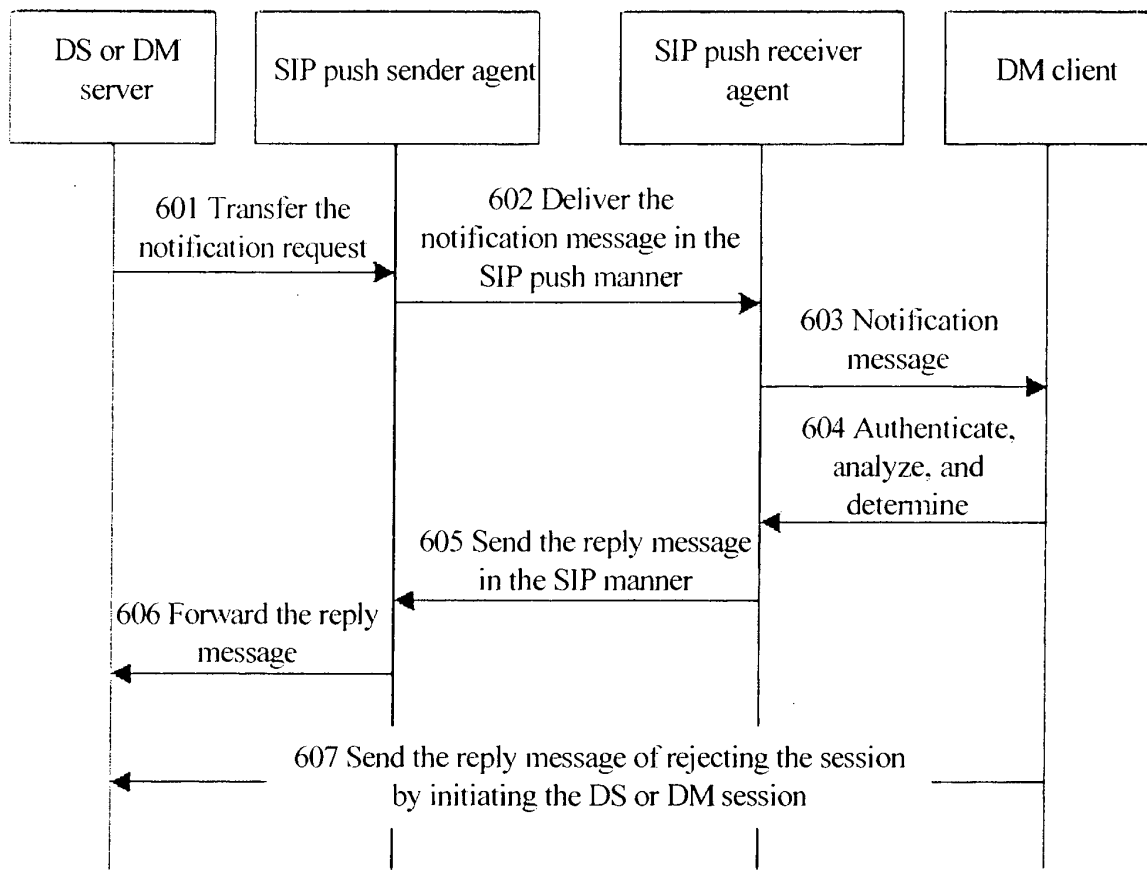 DS or DM
server
SIP push sender agent
SIP push receiver
agent
DM client
601 Transfer the
notification request
602 Deliver the
notification message in the
SIP push manner
603 Notification
message
604 Authenticate,
analyze, and
determine
605 Send the reply message
in the SIP manner
606 Forward the reply
message
607 Send the reply message of rejecting the session
by initiating the DS or DM session